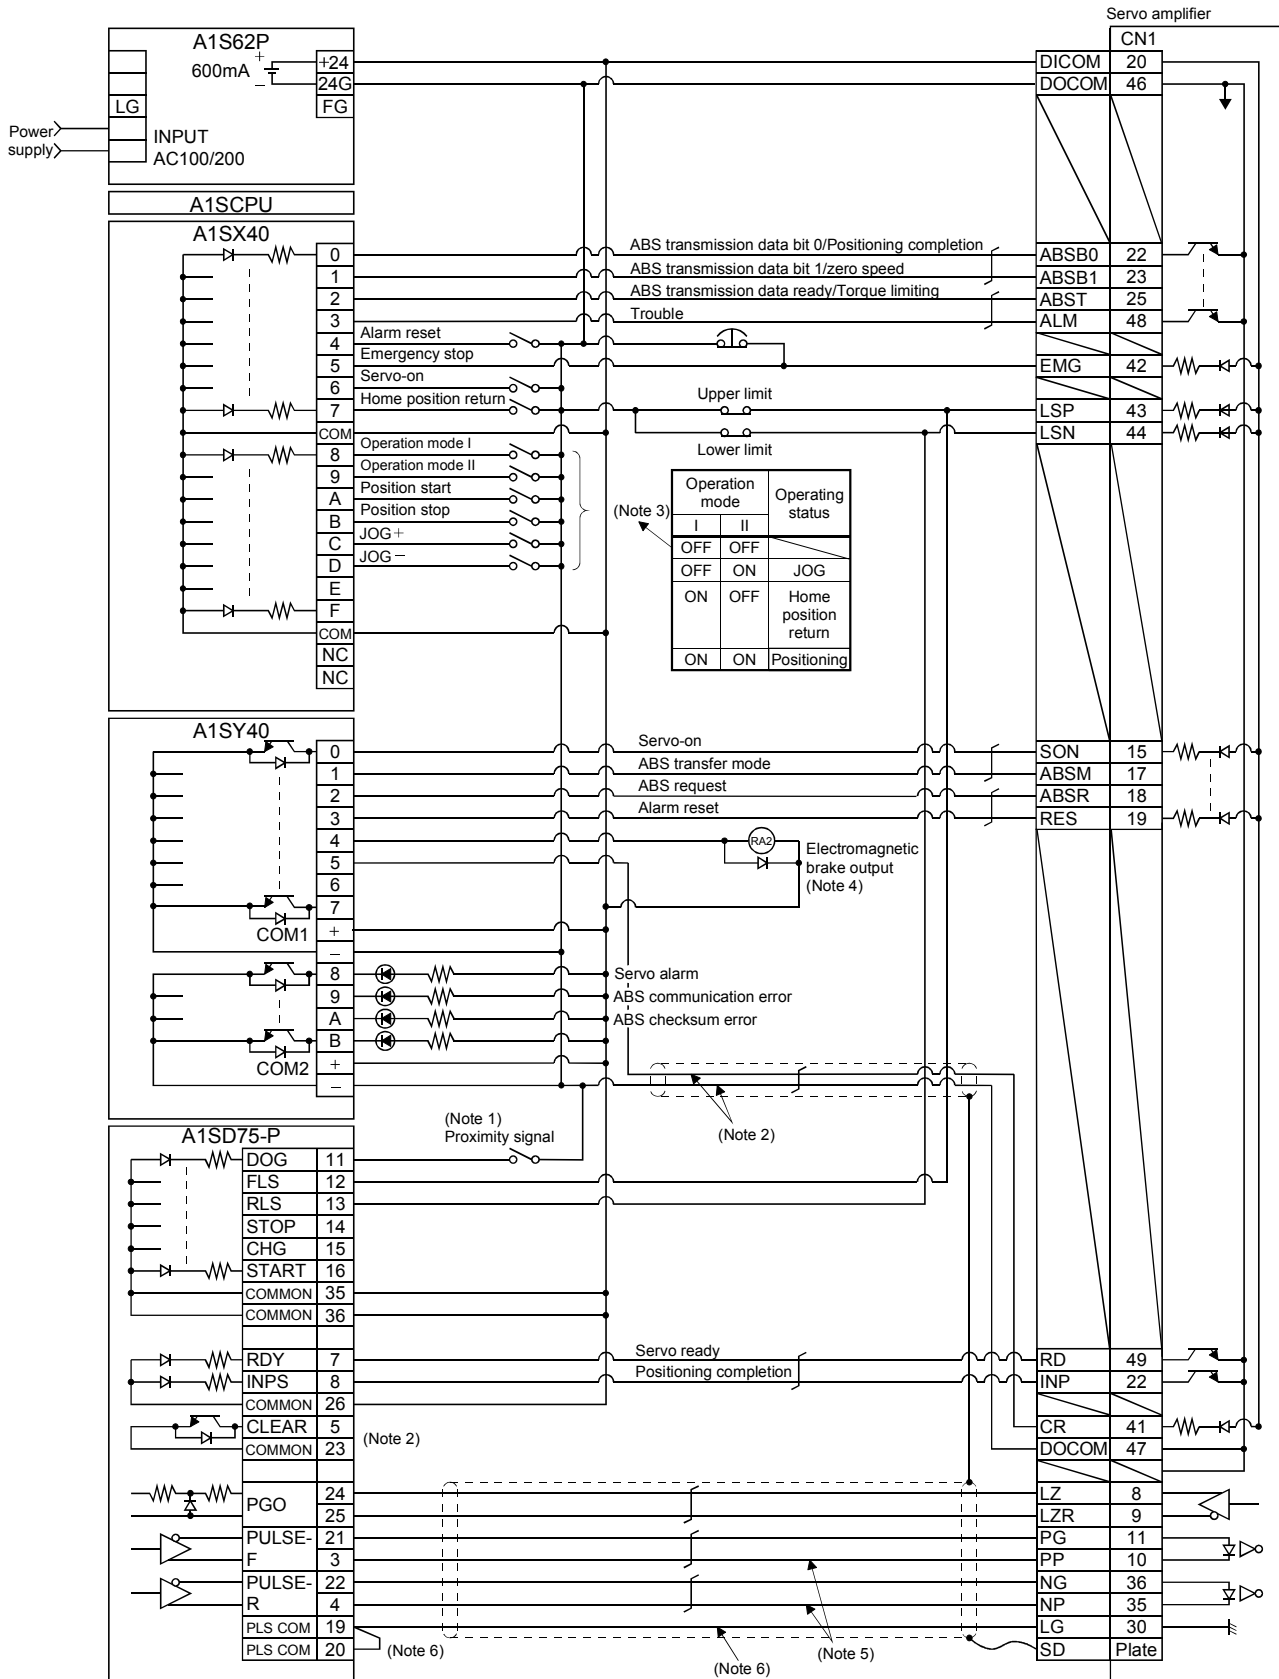 Servo amplifier
A1S62P
+
600mA
−
+24
24G
LG
FG
Power
supply
INPUT
AC100/200
CN1
DICOM 20
DOCOM 46
A1SCPU
A1SX40
0
1
2
3
4
5
6
7
COM
8
9
A
B
C
D
E
F
COM
NC
NC
ABS transmission data bit 0/Positioning completion
ABS transmission data bit 1/zero speed
ABS transmission data ready/Torque limiting
Trouble
Alarm reset
Emergency stop
Servo-on
Home position return
Operation mode I
Operation mode II
Position start
Position stop
JOG+
JOG−
Upper limit
Lower limit
ABSB0 22
ABSB1 23
ABST 25
ALM 48
EMG 42
LSP 43
LSN 44
(Note 3)
Operation
mode
Operating
status
I II
OFF OFF
OFF ON JOG
ON OFF Home
position
return
ON ON Positioning
A1SY40
0
1
2
3
4
5
6
7
COM1
+
−
8
9
A
B
COM2
+
−
Servo-on
ABS transfer mode
ABS request
Alarm reset
SON 15
ABSM 17
ABSR 18
RES 19
RA2
Electromagnetic
brake output
(Note 4)
Servo alarm
ABS communication error
ABS checksum error
(Note 2)
(Note 1)
Proximity signal
A1SD75-P
DOG 11
FLS 12
RLS 13
STOP 14
CHG 15
START 16
COMMON 35
COMMON 36
RDY 7
INPS 8
COMMON 26
CLEAR 5
COMMON 23
(Note 2)
Servo ready
Positioning completion
RD 49
INP 22
CR 41
DOCOM 47
PGO
24
25
PULSE-
F
21
3
PULSE-
R
22
4
PLS COM 19
PLS COM 20
(Note 6)
(Note 6)
(Note 5)
LZ 8
LZR 9
PG 11
PP 10
NG 36
NP 35
LG 30
SD Plate